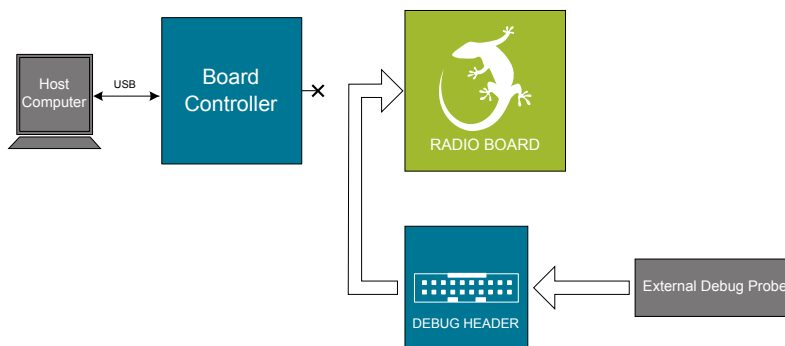 Host
Computer
USB
Board
Controller
RADIO BOARD
DEBUG HEADER
External Debug Probe